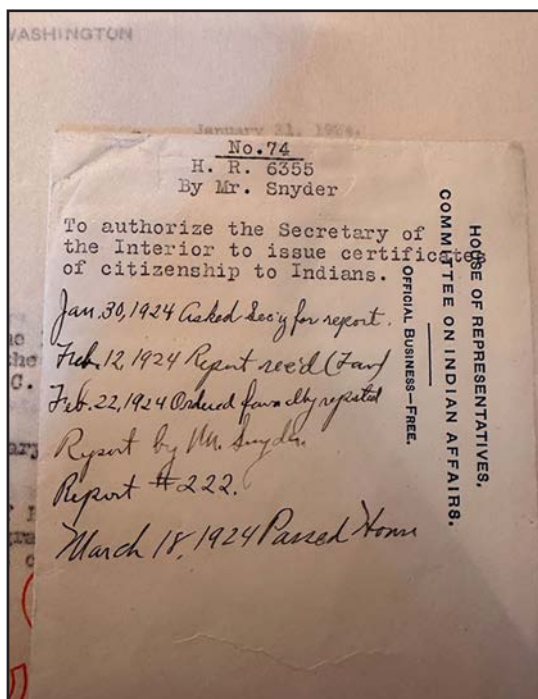 WASHINGTON
January 31, 1924.
No.74
H. R. 6355
By Mr. Snyder
To authorize the Secretary of
the Interior to issue certificates
of citizenship to Indians.
Jan. 30, 1924 Asked Sec'y for report.
Feb. 12, 1924 Report rec'd (Fav)
Feb. 22, 1924 Ordered favorably reported
Report by Mr. Snyder.
Report #222.
March 18, 1924 Passed House
HOUSE OF REPRESENTATIVES.
COMMITTEE ON INDIAN AFFAIRS.
OFFICIAL BUSINESS—FREE.